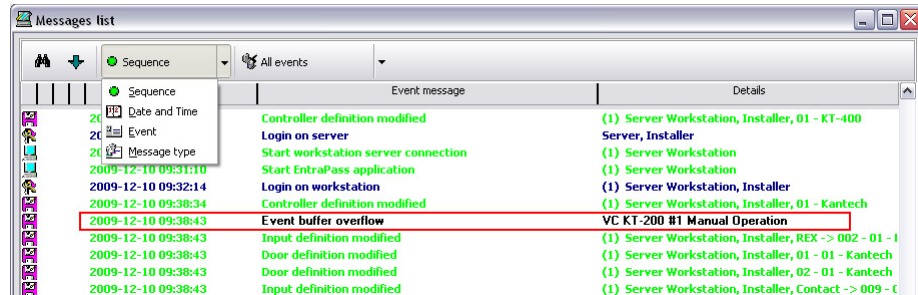 Messages list
Sequence All events
Event message Details
Sequence
Date and Time
Event
Message type
20 Controller definition modified (1) Server Workstation, Installer, 01 - KT-400
20 Login on server Server, Installer
20 Start workstation server connection (1) Server Workstation
2009-12-10 09:31:10 Start EntraPass application (1) Server Workstation
2009-12-10 09:32:14 Login on workstation (1) Server Workstation, Installer
2009-12-10 09:38:34 Controller definition modified (1) Server Workstation, Installer, 01 - Kantech
2009-12-10 09:38:43 Event buffer overflow VC KT-200 #1 Manual Operation
2009-12-10 09:38:43 Input definition modified (1) Server Workstation, Installer, REX -> 002 - 01 -
2009-12-10 09:38:43 Door definition modified (1) Server Workstation, Installer, 01 - 01 - Kantech
2009-12-10 09:38:43 Door definition modified (1) Server Workstation, Installer, 02 - 01 - Kantech
2009-12-10 09:38:43 Input definition modified (1) Server Workstation, Installer, Contact -> 009 -